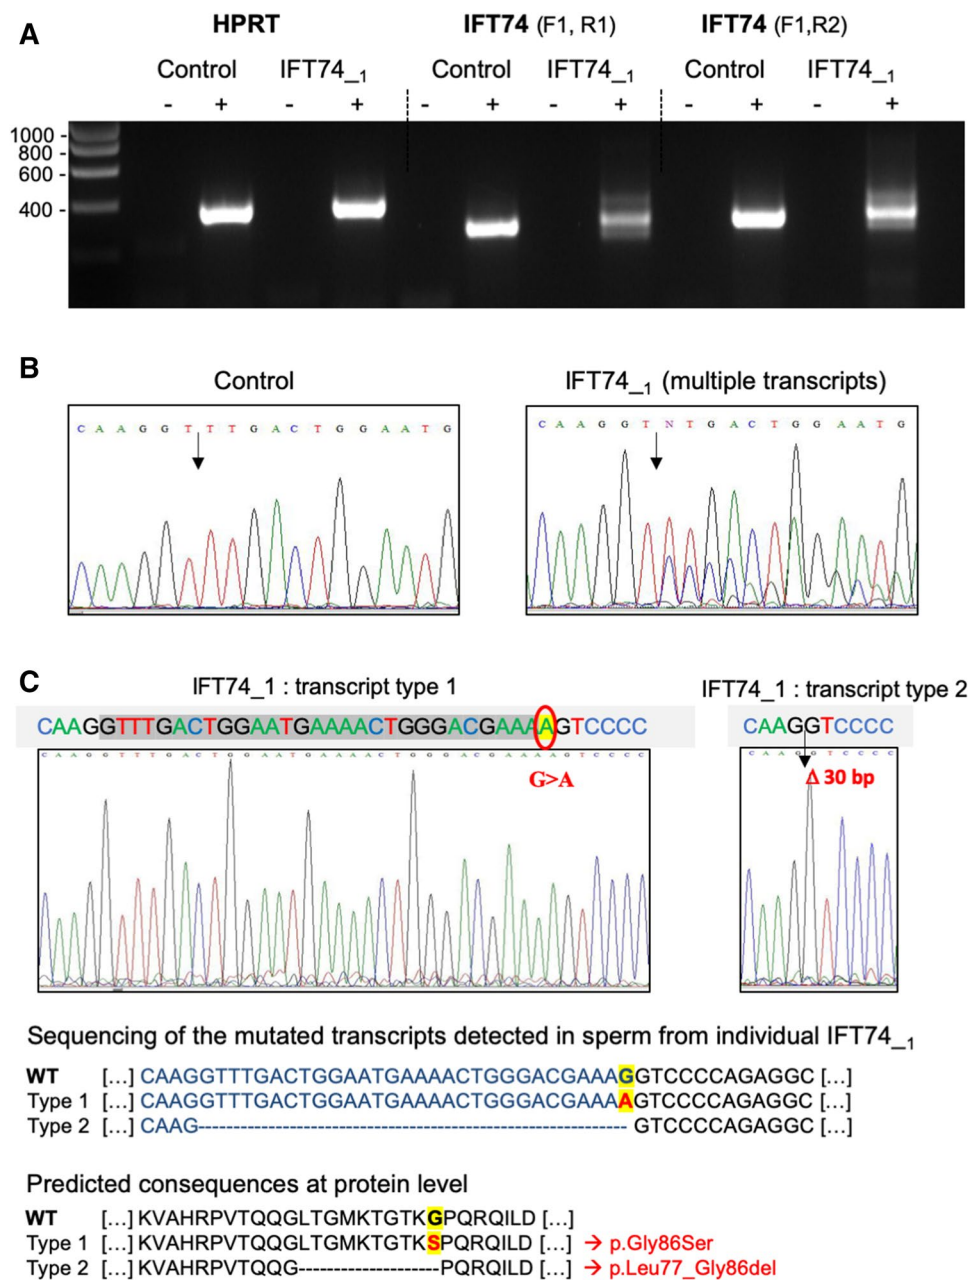 A
HPRT IFT74 (F1, R1) IFT74 (F1,R2)
Control IFT74_1 Control IFT74_1 Control IFT74_1
- + - + - + - + - + - +
1000 -
800 -
600 -
400 -
B
Control IFT74_1 (multiple transcripts)
C A A G G T T T G A C T G G A A T G
C A A G G T N T G A C T G G A A T G
C
IFT74_1 : transcript type 1 IFT74_1 : transcript type 2
CAAGGTTTGACTGGAATGAAAACTGGGACGAAAAGTCCCC CAAGGTCCCC
C A A G G T T T G A C T G G A A T G A A A A C T G G G A C G A A A A G T C C C C
C A A G G T C C C C
G>A
Δ 30 bp
Sequencing of the mutated transcripts detected in sperm from individual IFT74_1
WT [...] CAAGGTTTGACTGGAATGAAAACTGGGACGAAAGGTCCCCAGAGGC [...]
Type 1 [...] CAAGGTTTGACTGGAATGAAAACTGGGACGAAAAGTCCCCAGAGGC [...]
Type 2 [...] CAAG------------------------------------------------------ GTCCCCAGAGGC [...]
Predicted consequences at protein level
WT [...] KVAHRPVTQQGLTGMKTGTKGPQRQILD [...]
Type 1 [...] KVAHRPVTQQGLTGMKTGTKSPQRQILD [...] → p.Gly86Ser
Type 2 [...] KVAHRPVTQQG------------------PQRQILD [...] → p.Leu77_Gly86del